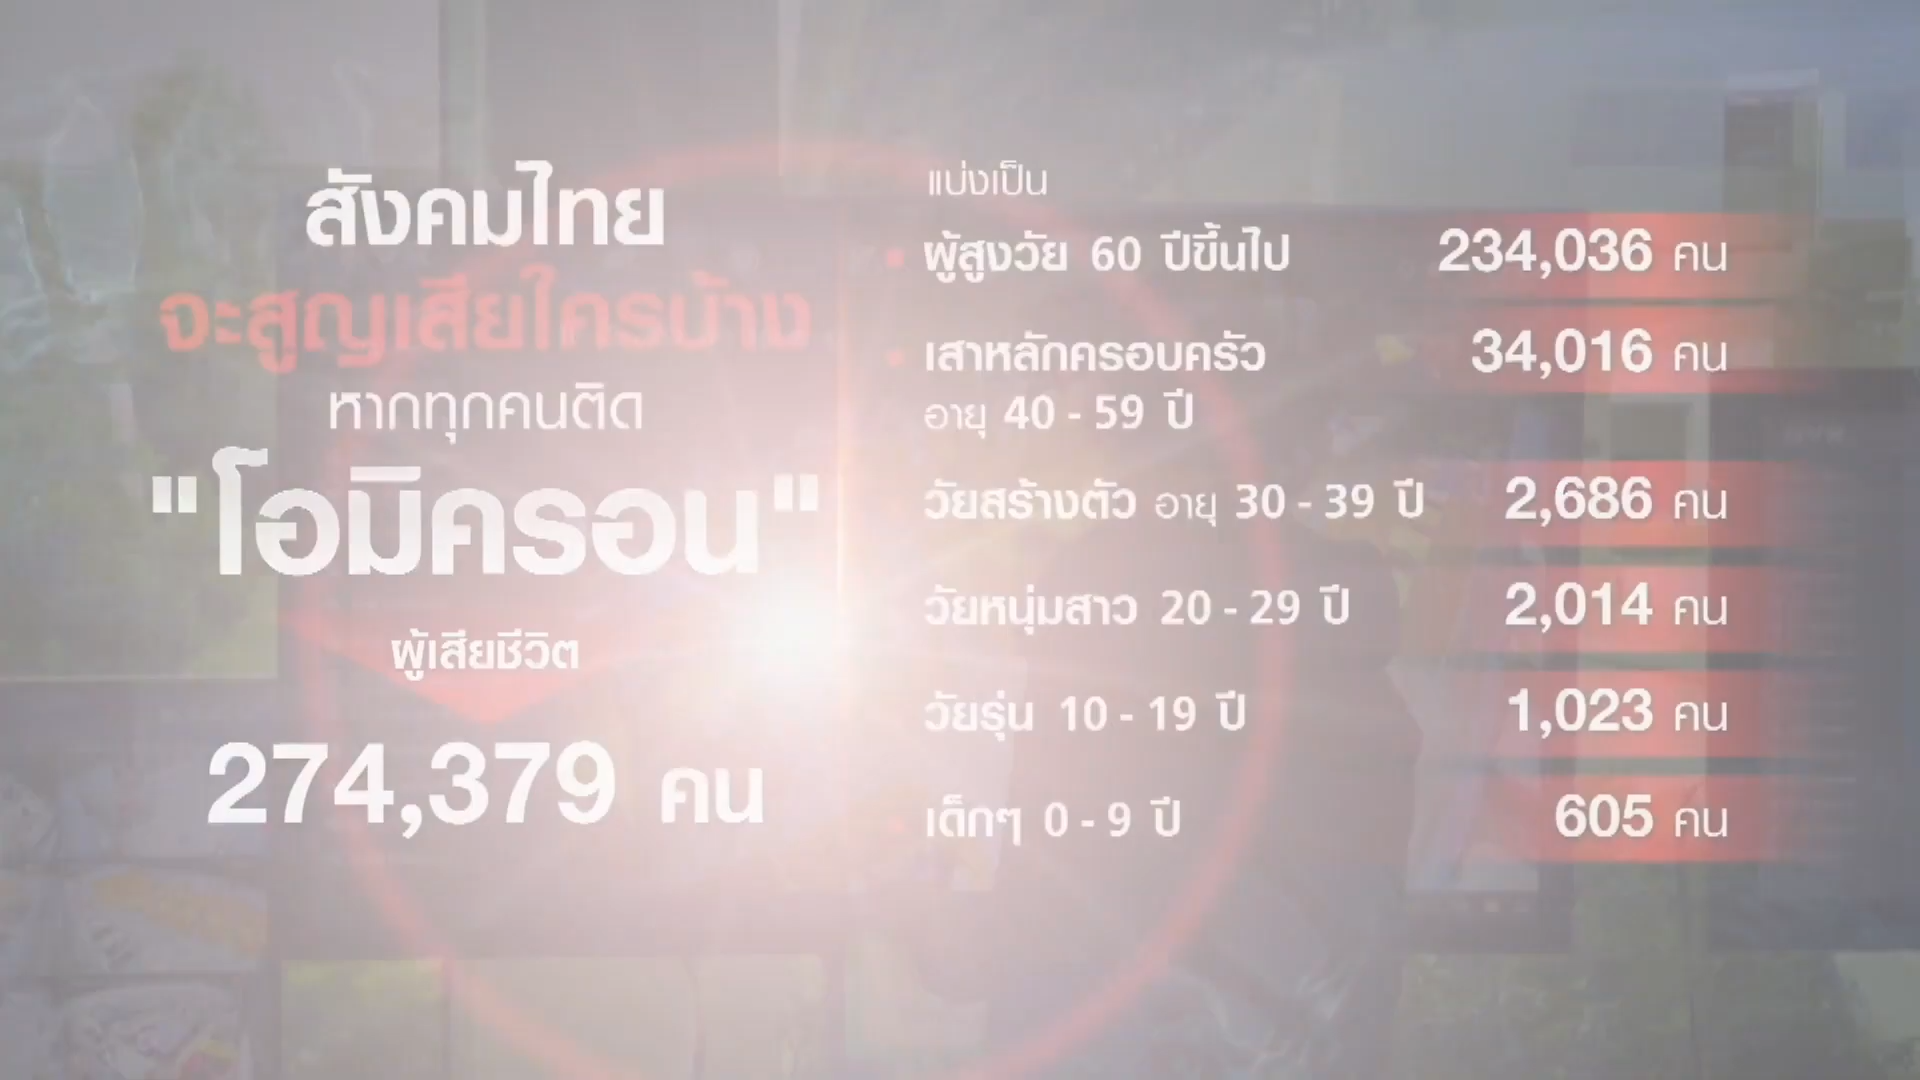 สังคมไทย
จะสูญเสียใครบ้าง
หากทุกคนติด
"โอมิครอน"
ผู้เสียชีวิต
274,379 คน
แบ่งเป็น
ผู้สูงวัย 60 ปีขึ้นไป 234,036 คน
เสาหลักครอบครัว 34,016 คน
อายุ 40 - 59 ปี
วัยสร้างตัว อายุ 30 - 39 ปี 2,686 คน
วัยหนุ่มสาว 20 - 29 ปี 2,014 คน
วัยรุ่น 10 - 19 ปี 1,023 คน
เด็กๆ 0 - 9 ปี 605 คน